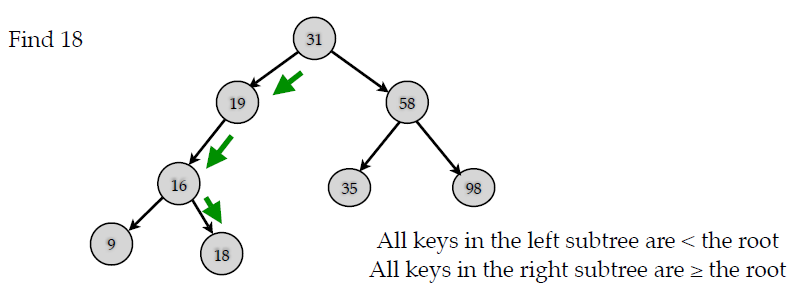 Find 18
31
19
58
16
35
98
9
18
All keys in the left subtree are < the root
All keys in the right subtree are ≥ the root